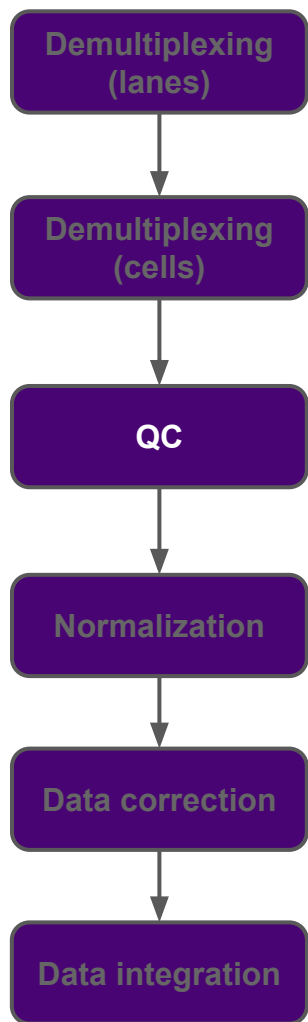 Demultiplexing
(lanes)
Demultiplexing
(cells)
QC
Normalization
Data correction
Data integration